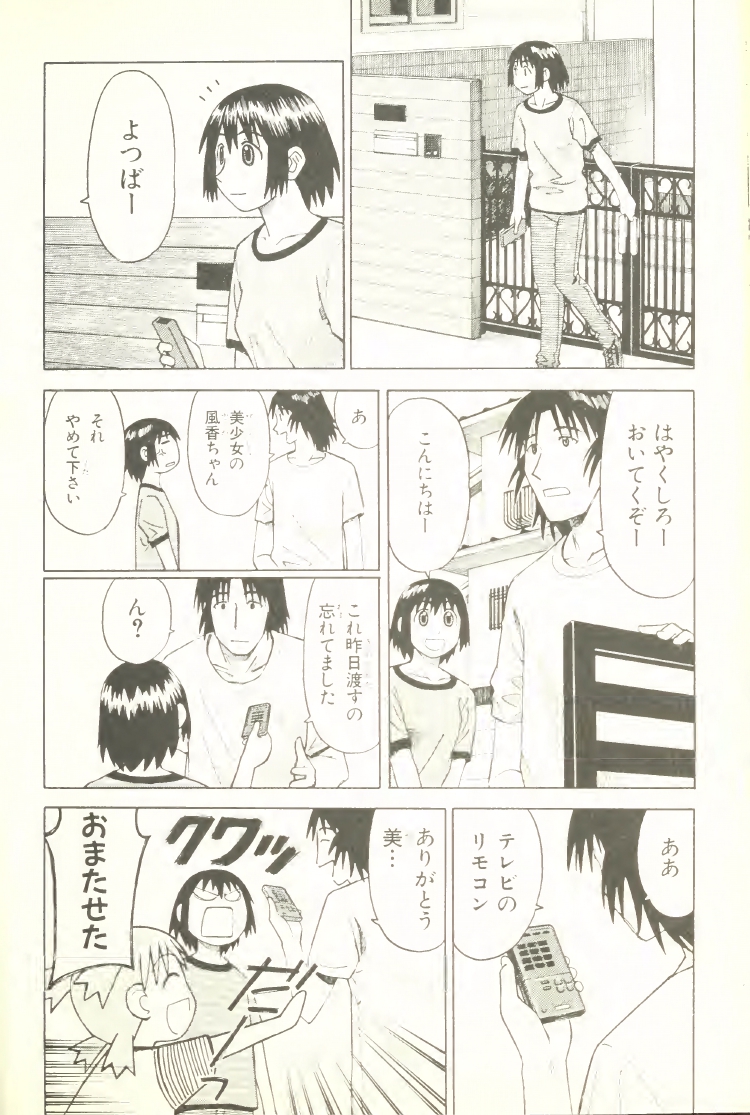 よつばー
はやくしろー
おいてくぞー
こんにちはー
あ
美少女の
風香ちゃん
それ
やめて下さい
これ昨日渡すの
忘れてました
ん?
ああ
テレビの
リモコン
ありがとう
美…
クワッ
おまたせた
だーっ